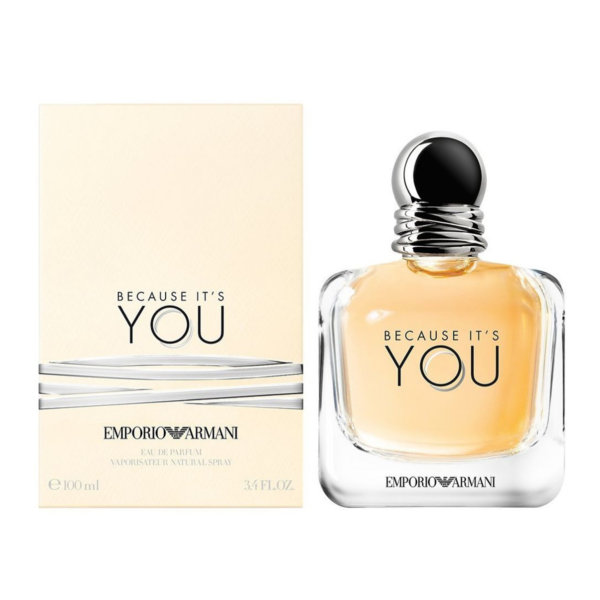 BECAUSE IT'S
YOU
EMPORIO ARMANI
EAU DE PARFUM
VAPORISATEUR NATURAL SPRAY
℮100 ml 3.4 FL.OZ.
BECAUSE IT'S
YOU
EMPORIO ARMANI